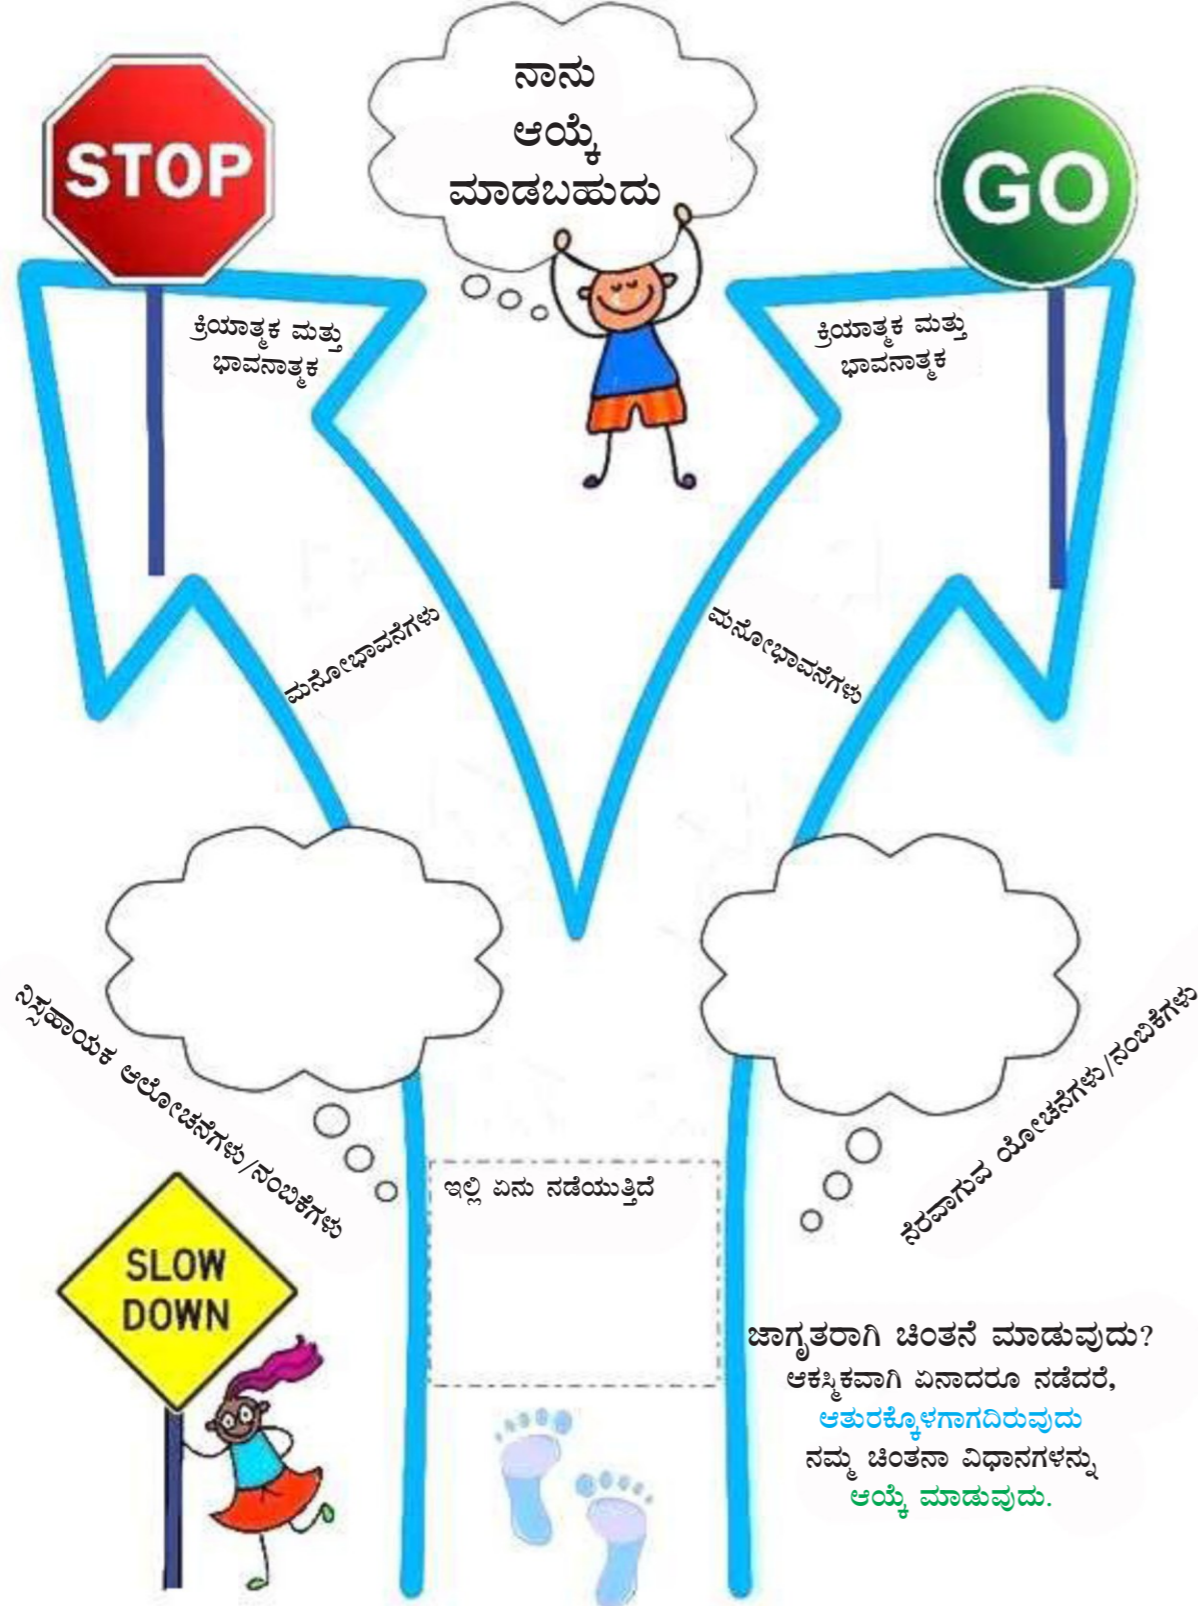 ನಾನು
ಆಯ್ಕೆ
ಮಾಡಬಹುದು
STOP
GO
ಕ್ರಿಯಾತ್ಮಕ ಮತ್ತು
ಭಾವನಾತ್ಮಕ
ಕ್ರಿಯಾತ್ಮಕ ಮತ್ತು
ಭಾವನಾತ್ಮಕ
ಮನೋಭಾವನೆಗಳು
ಮನೋಭಾವನೆಗಳು
ನಿಸ್ಸಹಾಯಕ ಆಲೋಚನೆಗಳು/ನಂಬಿಕೆಗಳು
ನೆರವಾಗುವ ಯೋಚನೆಗಳು/ನಂಬಿಕೆಗಳು
ಇಲ್ಲಿ ಏನು ನಡೆಯುತ್ತಿದೆ
SLOW
DOWN
ಜಾಗೃತರಾಗಿ ಚಿಂತನೆ ಮಾಡುವುದು?
ಆಕಸ್ಮಿಕವಾಗಿ ಏನಾದರೂ ನಡೆದರೆ,
ಆತುರಕ್ಕೊಳಗಾಗದಿರುವುದು
ನಮ್ಮ ಚಿಂತನಾ ವಿಧಾನಗಳನ್ನು
ಆಯ್ಕೆ ಮಾಡುವುದು.